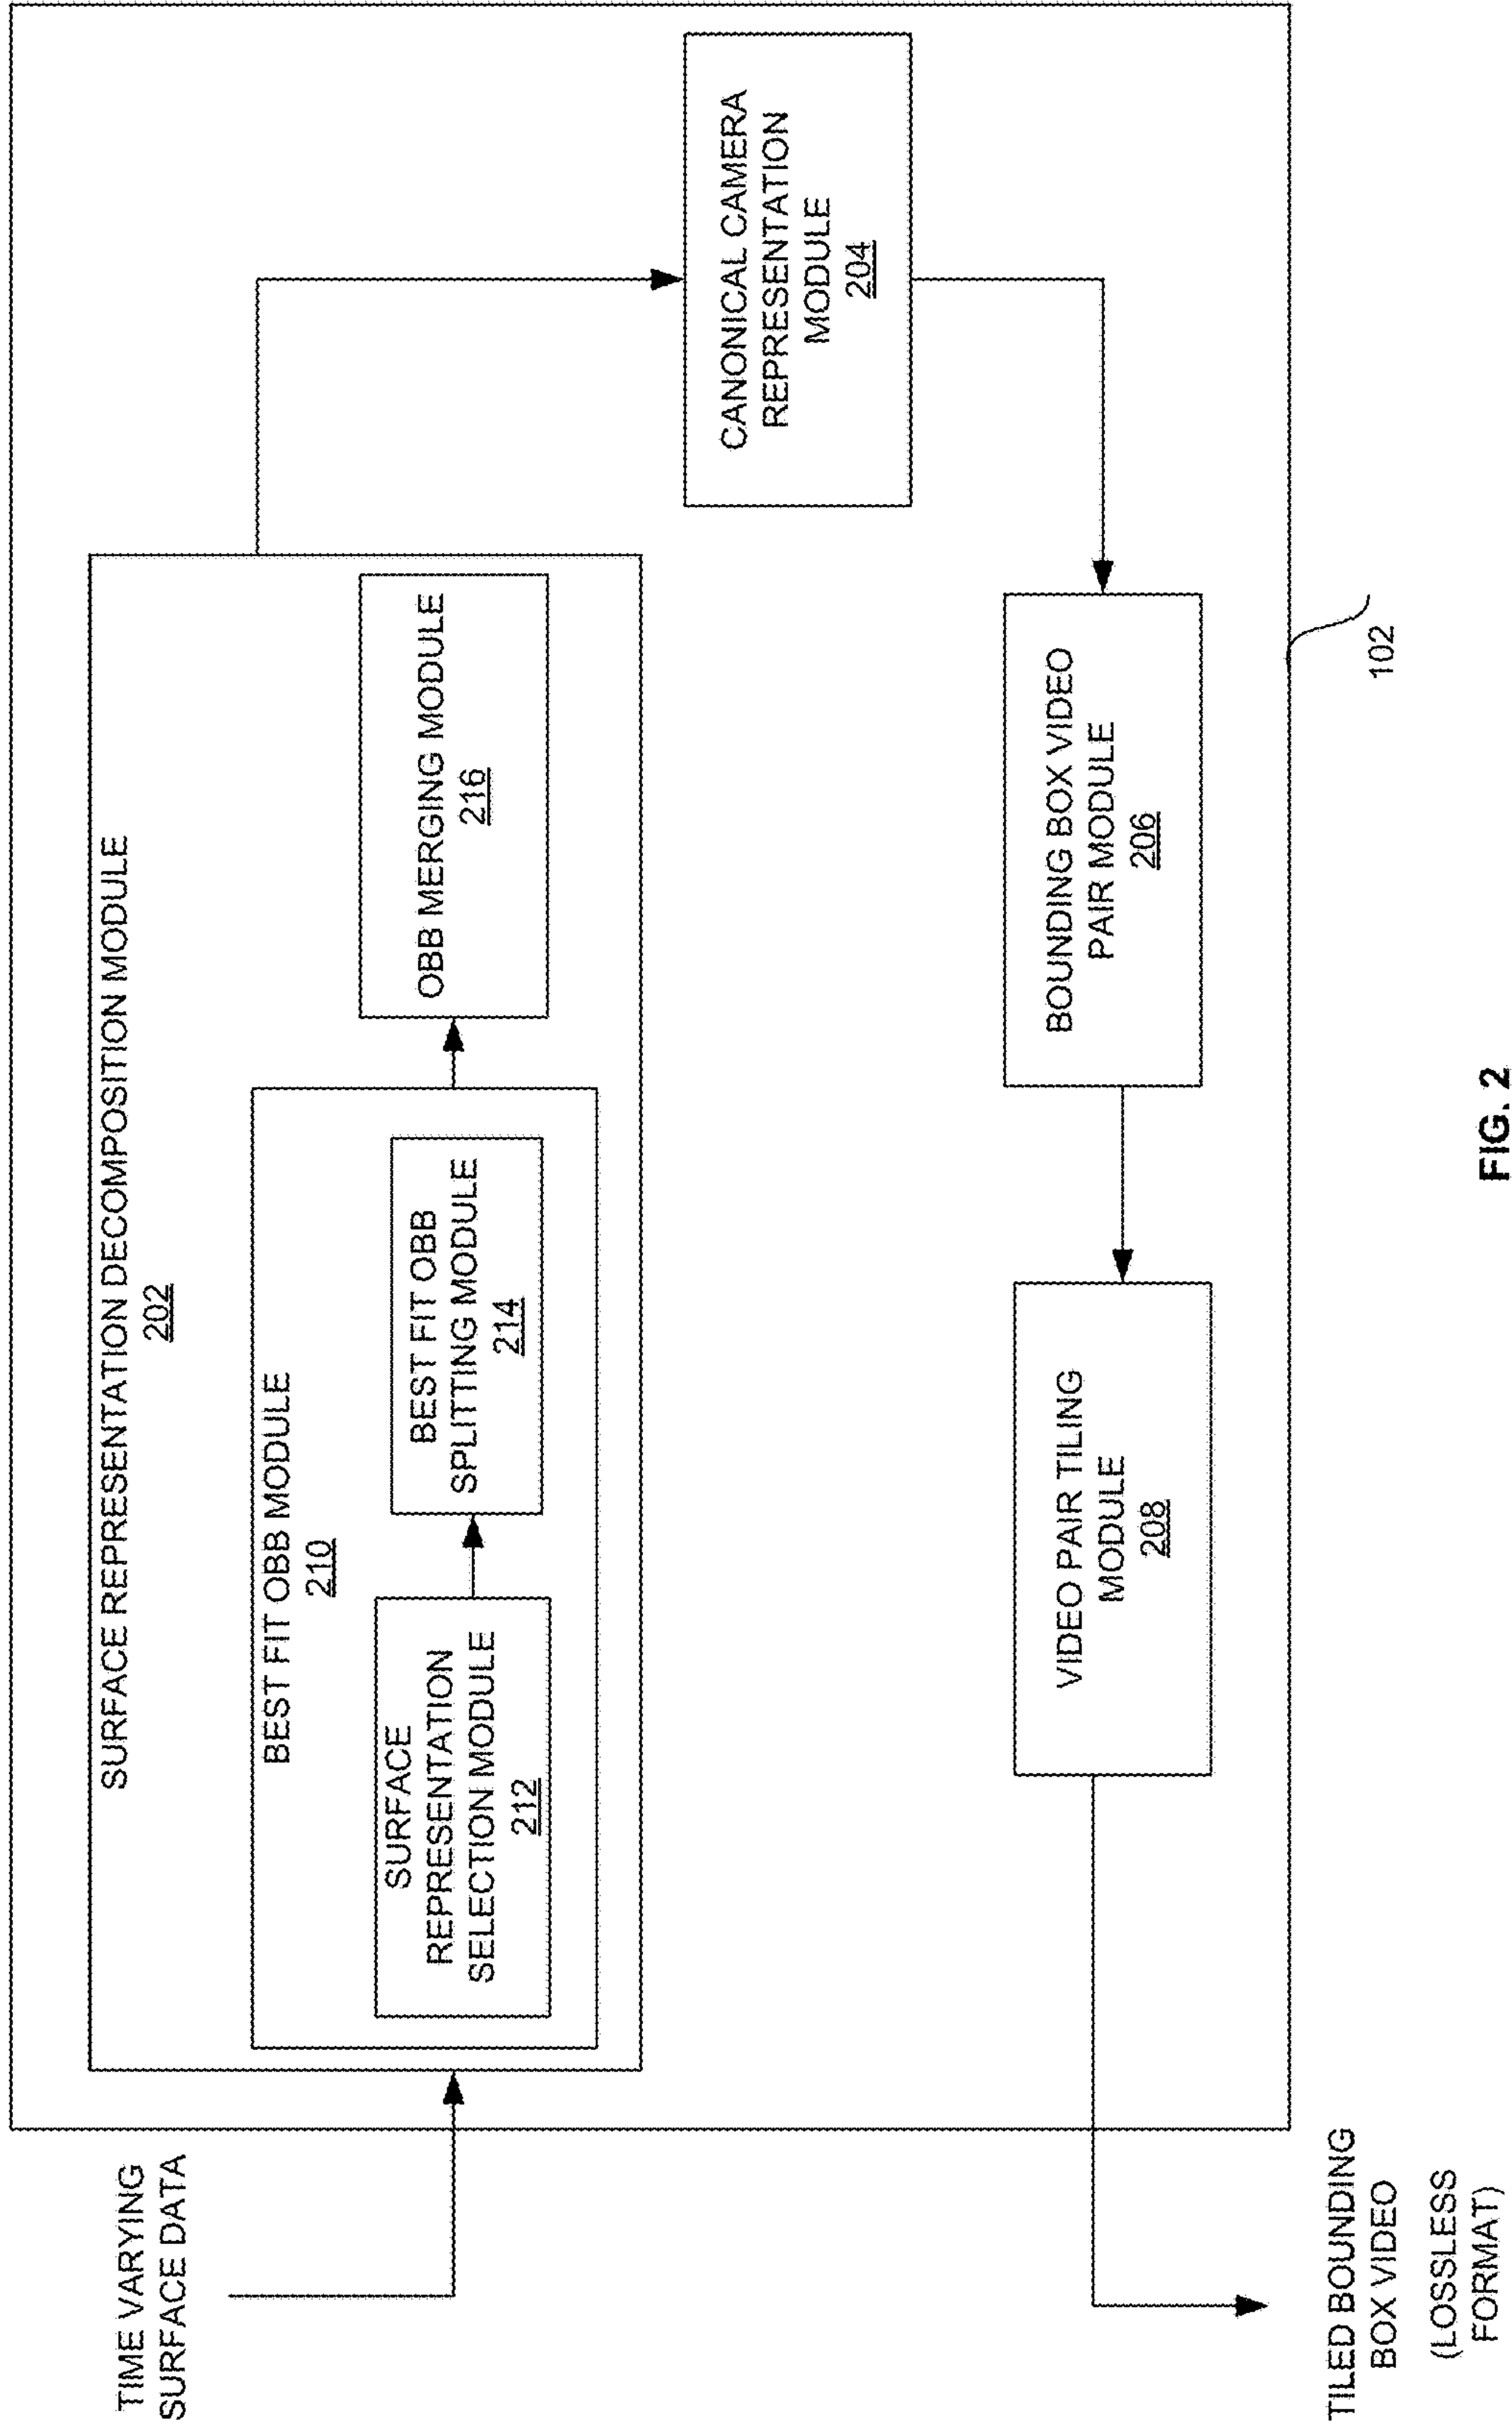 TIME VARYING
SURFACE DATA
SURFACE REPRESENTATION DECOMPOSITION MODULE
202
BEST FIT OBB MODULE
210
SURFACE
REPRESENTATION
SELECTION MODULE
212
BEST FIT OBB
SPLITTING MODULE
214
OBB MERGING MODULE
216
CANONICAL CAMERA
REPRESENTATION
MODULE
204
BOUNDING BOX VIDEO
PAIR MODULE
206
VIDEO PAIR TILING
MODULE
208
TILED BOUNDING
BOX VIDEO
(LOSSLESS
FORMAT)
102
FIG. 2